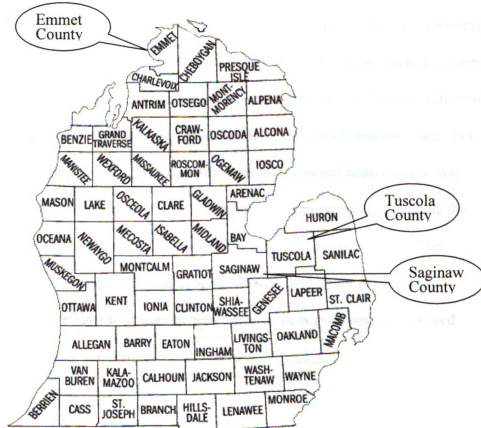 Emmet
County
EMMET
CHEBOYGAN
PRESQUE
ISLE
CHARLEVOIX
ANTRIM
OTSEGO
MONT-
MORENCY
ALPENA
BENZIE
GRAND
TRAVERSE
KALKASKA
CRAW-
FORD
OSCODA
ALCONA
MANISTEE
WEXFORD
MISSAUKEE
ROSCOM-
MON
OGEMAW
IOSCO
ARENAC
MASON
LAKE
OSCEOLA
CLARE
GLADWIN
HURON
Tuscola
County
OCEANA
NEWAYGO
MECOSTA
ISABELLA
MIDLAND
BAY
TUSCOLA
SANILAC
MUSKEGON
MONTCALM
GRATIOT
SAGINAW
Saginaw
County
OTTAWA
KENT
IONIA
CLINTON
SHIA-
WASSEE
GENESEE
LAPEER
ST. CLAIR
ALLEGAN
BARRY
EATON
INGHAM
LIVINGS-
TON
OAKLAND
MACOMB
VAN
BUREN
KALA-
MAZOO
CALHOUN
JACKSON
WASH-
TENAW
WAYNE
BERRIEN
CASS
ST.
JOSEPH
BRANCH
HILLS-
DALE
LENAWEE
MONROE